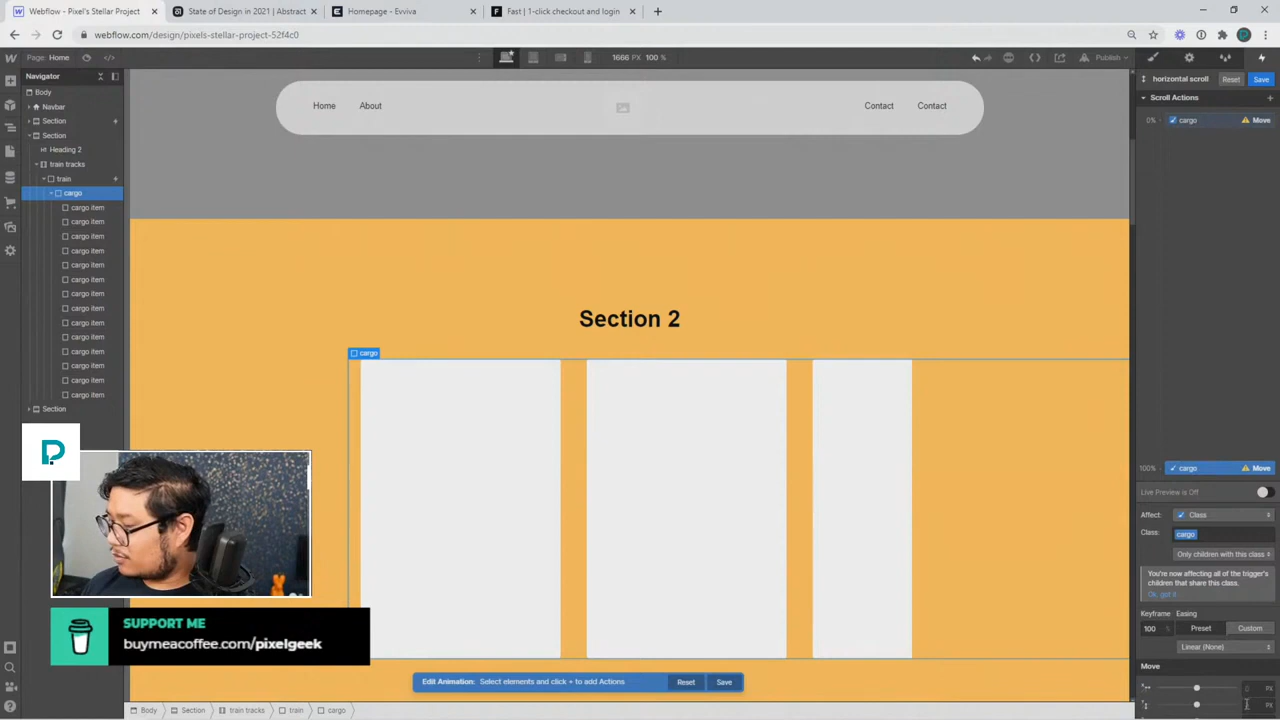 Webflow - Pixel's Stellar Project
State of Design in 2021 | Abstract
Homepage - Evviva
Fast | 1-click checkout and login
webflow.com/design/pixels-stellar-project-52f4c0
Page: Home
1666 PX 100 %
Publish
Navigator
Body
Navbar
Section
Section
Heading 2
train tracks
train
cargo
cargo item
cargo item
cargo item
cargo item
cargo item
cargo item
cargo item
cargo item
cargo item
cargo item
cargo item
cargo item
cargo item
cargo item
Section
Home
About
Contact
Contact
Section 2
cargo
SUPPORT ME
buymeacoffee.com/pixelgeek
Edit Animation: Select elements and click + to add Actions
Reset
Save
Body
Section
train tracks
train
cargo
horizontal scroll
Reset
Save
Scroll Actions
0%
cargo
Move
100%
cargo
Move
Live Preview is Off
Affect:
Class
Class:
cargo
Only children with this class
You're now affecting all of the trigger's
children that share this class.
Ok, got it
Keyframe
Easing
100 %
Preset
Custom
Linear (None)
Move
0 PX
PX